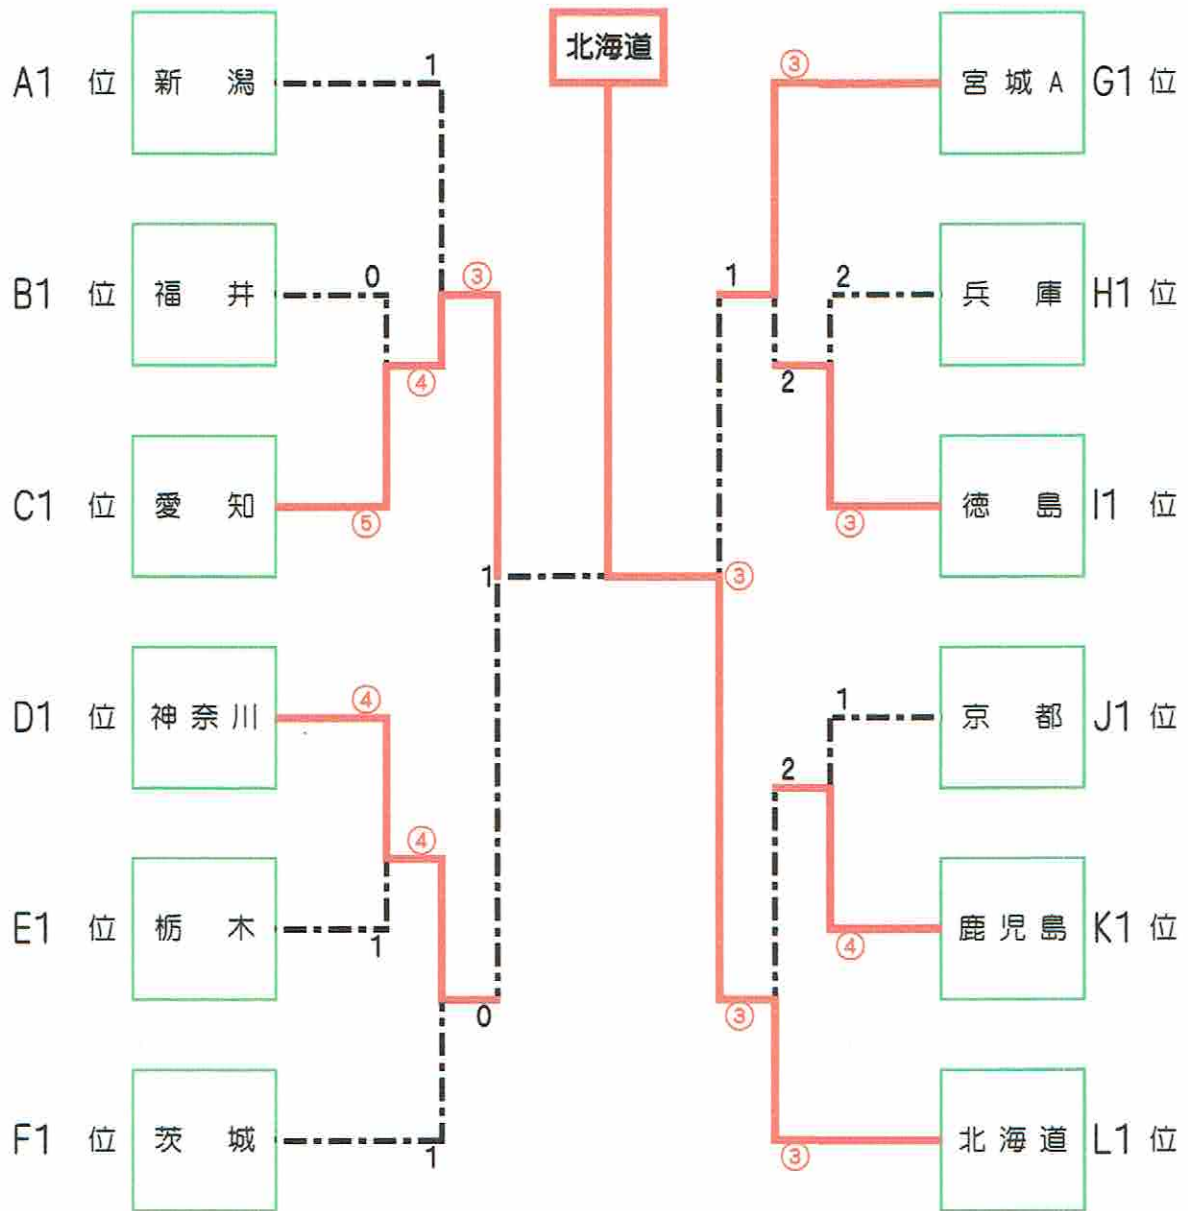 北海道
A1 位 新潟 1 ③ 宮城A G1 位
B1 位 福井 0 ③ 1 2 兵庫 H1 位
④ 2
C1 位 愛知 ⑤ ③ 徳島 I1 位
1 ③
D1 位 神奈川 ④ 1 京都 J1 位
2
④
E1 位 栃木 1 ④ 鹿児島 K1 位
0 ③
F1 位 茨城 1 ③ 北海道 L1 位